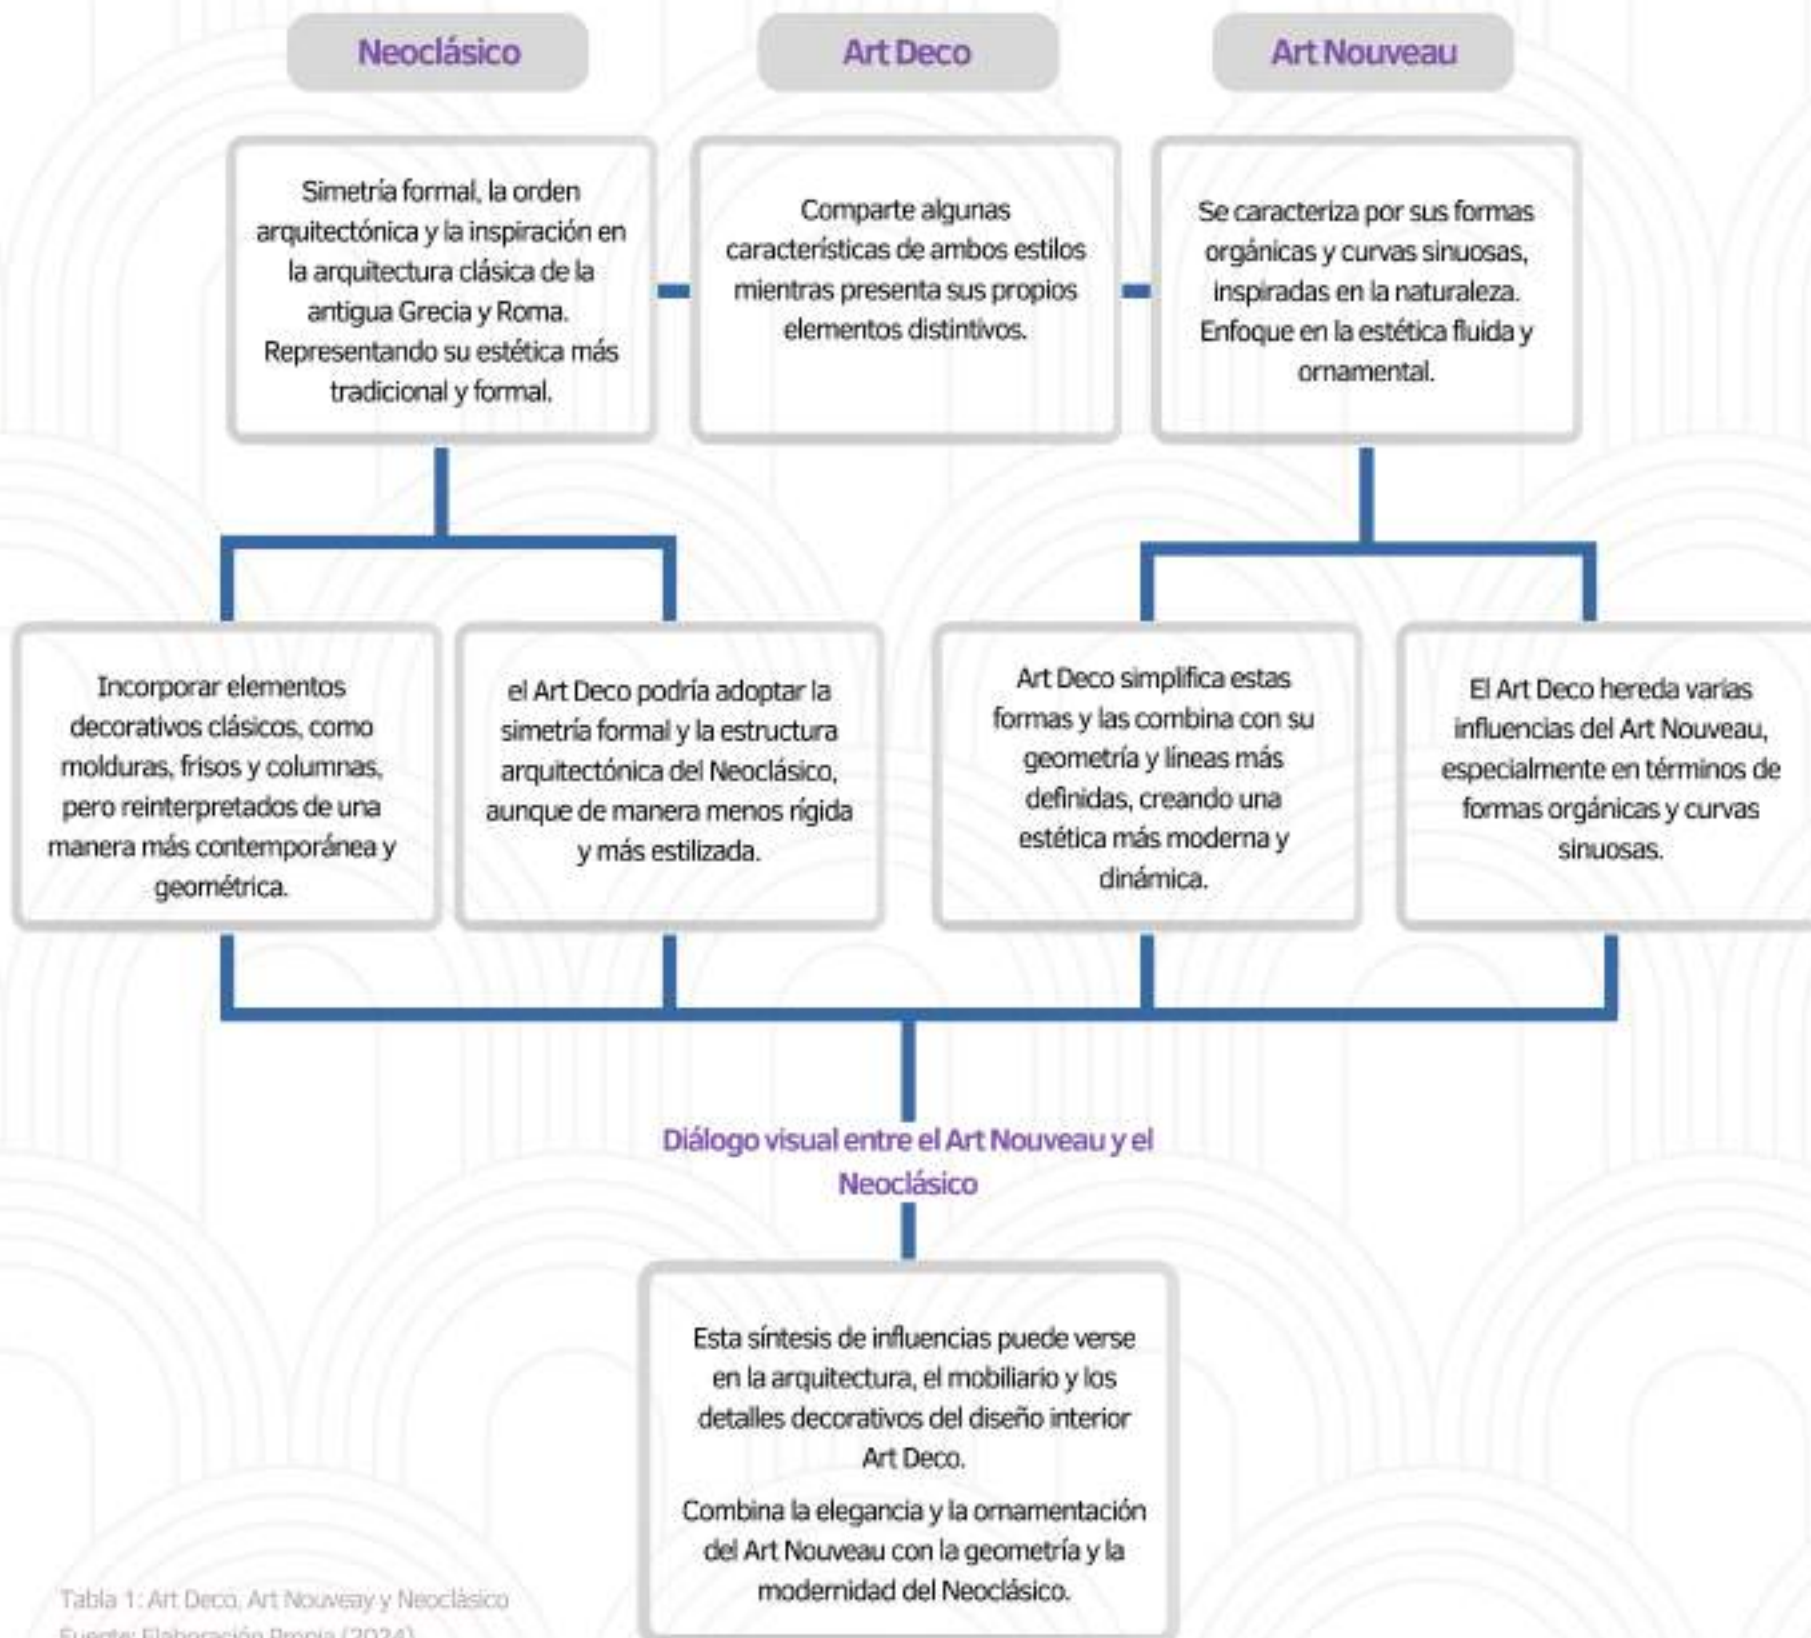 Neoclásico
Art Deco
Art Nouveau
Simetría formal, la orden
arquitectónica y la inspiración en
la arquitectura clásica de la
antigua Grecia y Roma.
Representando su estética más
tradicional y formal.
Comparte algunas
características de ambos estilos
mientras presenta sus propios
elementos distintivos.
Se caracteriza por sus formas
orgánicas y curvas sinuosas,
inspiradas en la naturaleza.
Enfoque en la estética fluida y
ornamental.
Incorporar elementos
decorativos clásicos, como
molduras, frisos y columnas,
pero reinterpretados de una
manera más contemporánea y
geométrica.
el Art Deco podría adoptar la
simetría formal y la estructura
arquitectónica del Neoclásico,
aunque de manera menos rígida
y más estilizada.
Art Deco simplifica estas
formas y las combina con su
geometría y líneas más
definidas, creando una
estética más moderna y
dinámica.
El Art Deco hereda varias
influencias del Art Nouveau,
especialmente en términos de
formas orgánicas y curvas
sinuosas.
Diálogo visual entre el Art Nouveau y el
Neoclásico
Esta síntesis de influencias puede verse
en la arquitectura, el mobiliario y los
detalles decorativos del diseño interior
Art Deco.
Combina la elegancia y la ornamentación
del Art Nouveau con la geometría y la
modernidad del Neoclásico.
Tabla 1: Art Deco, Art Nouveay y Neoclàsico
Fuente: Elaboración Propia (2024)